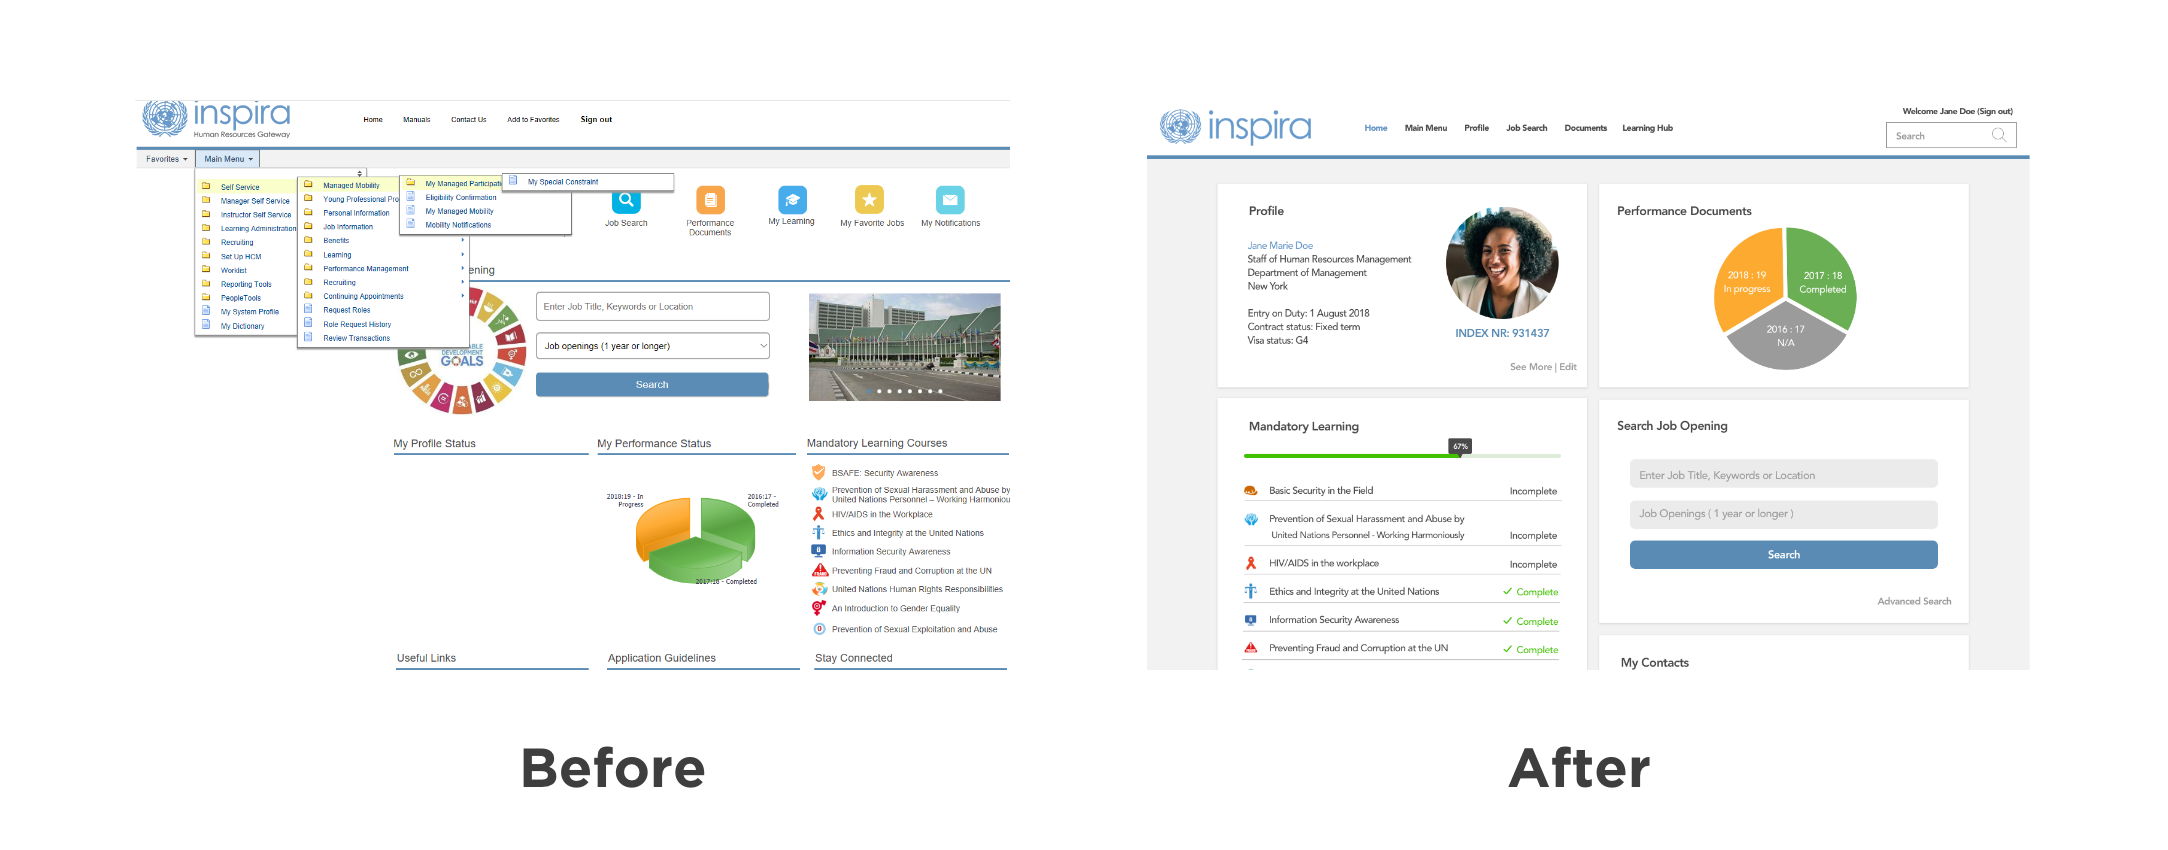 inspira
Human Resources Gateway
Home
Manuals
Contact Us
Add to Favorites
Sign out
Favorites
Main Menu
Self Service
Manager Self Service
Instructor Self Service
Learning Administration
Recruiting
Set Up HCM
Worklist
Reporting Tools
PeopleTools
My System Profile
My Dictionary
Managed Mobility
Young Professional Pro
Personal Information
Job Information
Benefits
Learning
Performance Management
Recruiting
Continuing Appointments
Request Roles
Role Request History
Review Transactions
My Managed Participati
Eligibility Confirmation
My Managed Mobility
Mobility Notifications
My Special Constraint
Job Search
Performance
Documents
My Learning
My Favorite Jobs
My Notifications
ening
ABLE
DEVELOPMENT
GOALS
Enter Job Title, Keywords or Location
Job openings (1 year or longer)
Search
My Profile Status
My Performance Status
2018:19 - In
Progress
2016:17 -
Completed
2017:18 - Completed
Mandatory Learning Courses
BSAFE: Security Awareness
Prevention of Sexual Harassment and Abuse by
United Nations Personnel – Working Harmoniou
HIV/AIDS in the Workplace
Ethics and Integrity at the United Nations
Information Security Awareness
Preventing Fraud and Corruption at the UN
United Nations Human Rights Responsibilities
An Introduction to Gender Equality
Prevention of Sexual Exploitation and Abuse
Useful Links
Application Guidelines
Stay Connected
Before
inspira
Home
Main Menu
Profile
Job Search
Documents
Learning Hub
Welcome Jane Doe (Sign out)
Search
Profile
Jane Marie Doe
Staff of Human Resources Management
Department of Management
New York
Entry on Duty: 1 August 2018
Contract status: Fixed term
Visa status: G4
INDEX NR: 931437
See More | Edit
Performance Documents
2018 : 19
In progress
2017 : 18
Completed
2016 : 17
N/A
Mandatory Learning
67%
Basic Security in the Field
Incomplete
Prevention of Sexual Harassment and Abuse by
United Nations Personnel - Working Harmoniously
Incomplete
HIV/AIDS in the workplace
Incomplete
Ethics and Integrity at the United Nations
Complete
Information Security Awareness
Complete
Preventing Fraud and Corruption at the UN
Complete
Search Job Opening
Enter Job Title, Keywords or Location
Job Openings ( 1 year or longer )
Search
Advanced Search
My Contacts
After